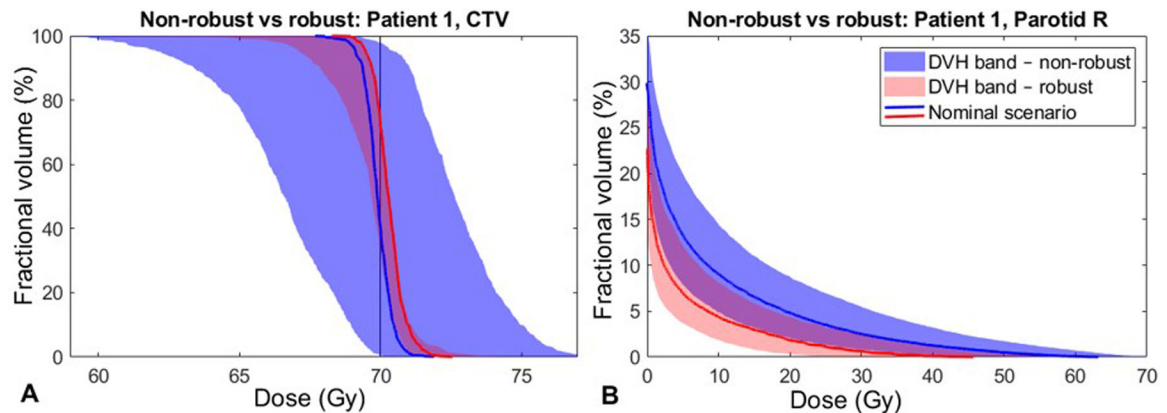 Non-robust vs robust: Patient 1, CTV
100
80
60
40
20
0
Fractional volume (%)
60 65 70 75
Dose (Gy)
A
Non-robust vs robust: Patient 1, Parotid R
35
30
25
20
15
10
5
0
Fractional volume (%)
DVH band – non-robust
DVH band – robust
Nominal scenario
0 10 20 30 40 50 60 70
Dose (Gy)
B